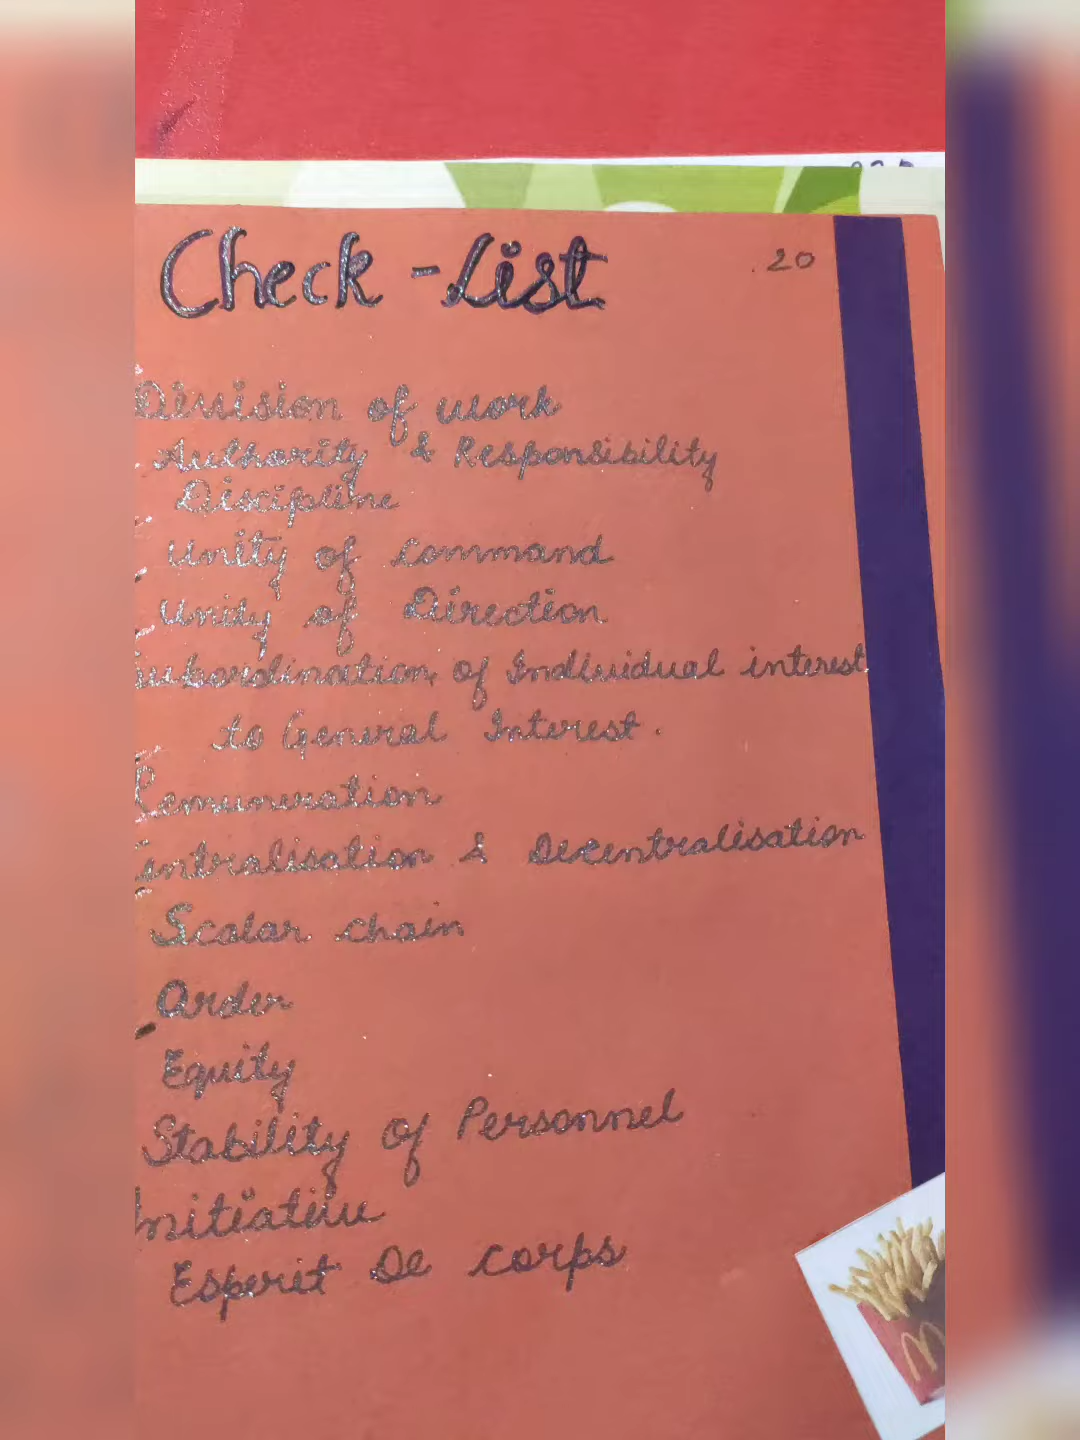 Check-List
20
Division of work
Authority & Responsibility
Discipline
Unity of command
Unity of Direction
Subordination of Individual interest
to General Interest.
Remuneration
Centralisation & Decentralisation
Scalar chain
Order
Equity
Stability of Personnel
Initiative
Esperit De corps